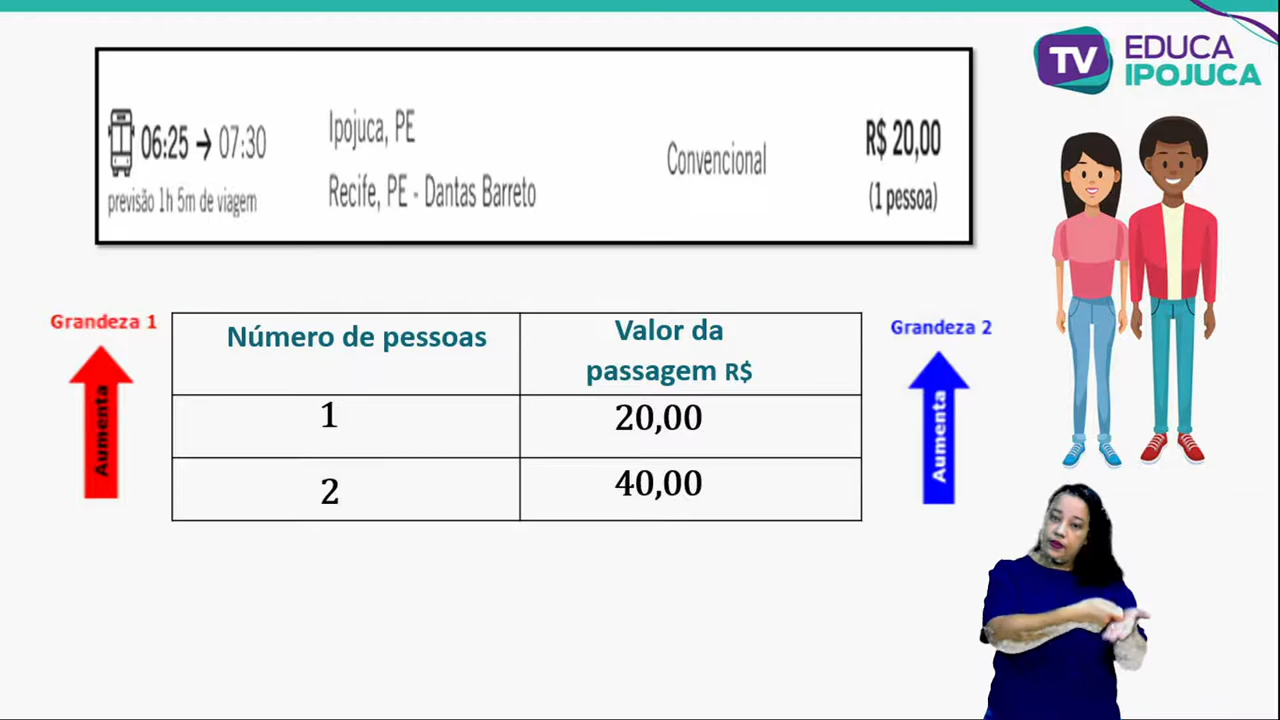 TV EDUCA
IPOJUCA
06:25 → 07:30
previsão 1h 5m de viagem
Ipojuca, PE
Recife, PE - Dantas Barreto
Convencional
R$ 20,00
(1 pessoa)
Grandeza 1
Aumenta
Número de pessoas
Valor da
passagem R$
1
20,00
2
40,00
Grandeza 2
Aumenta